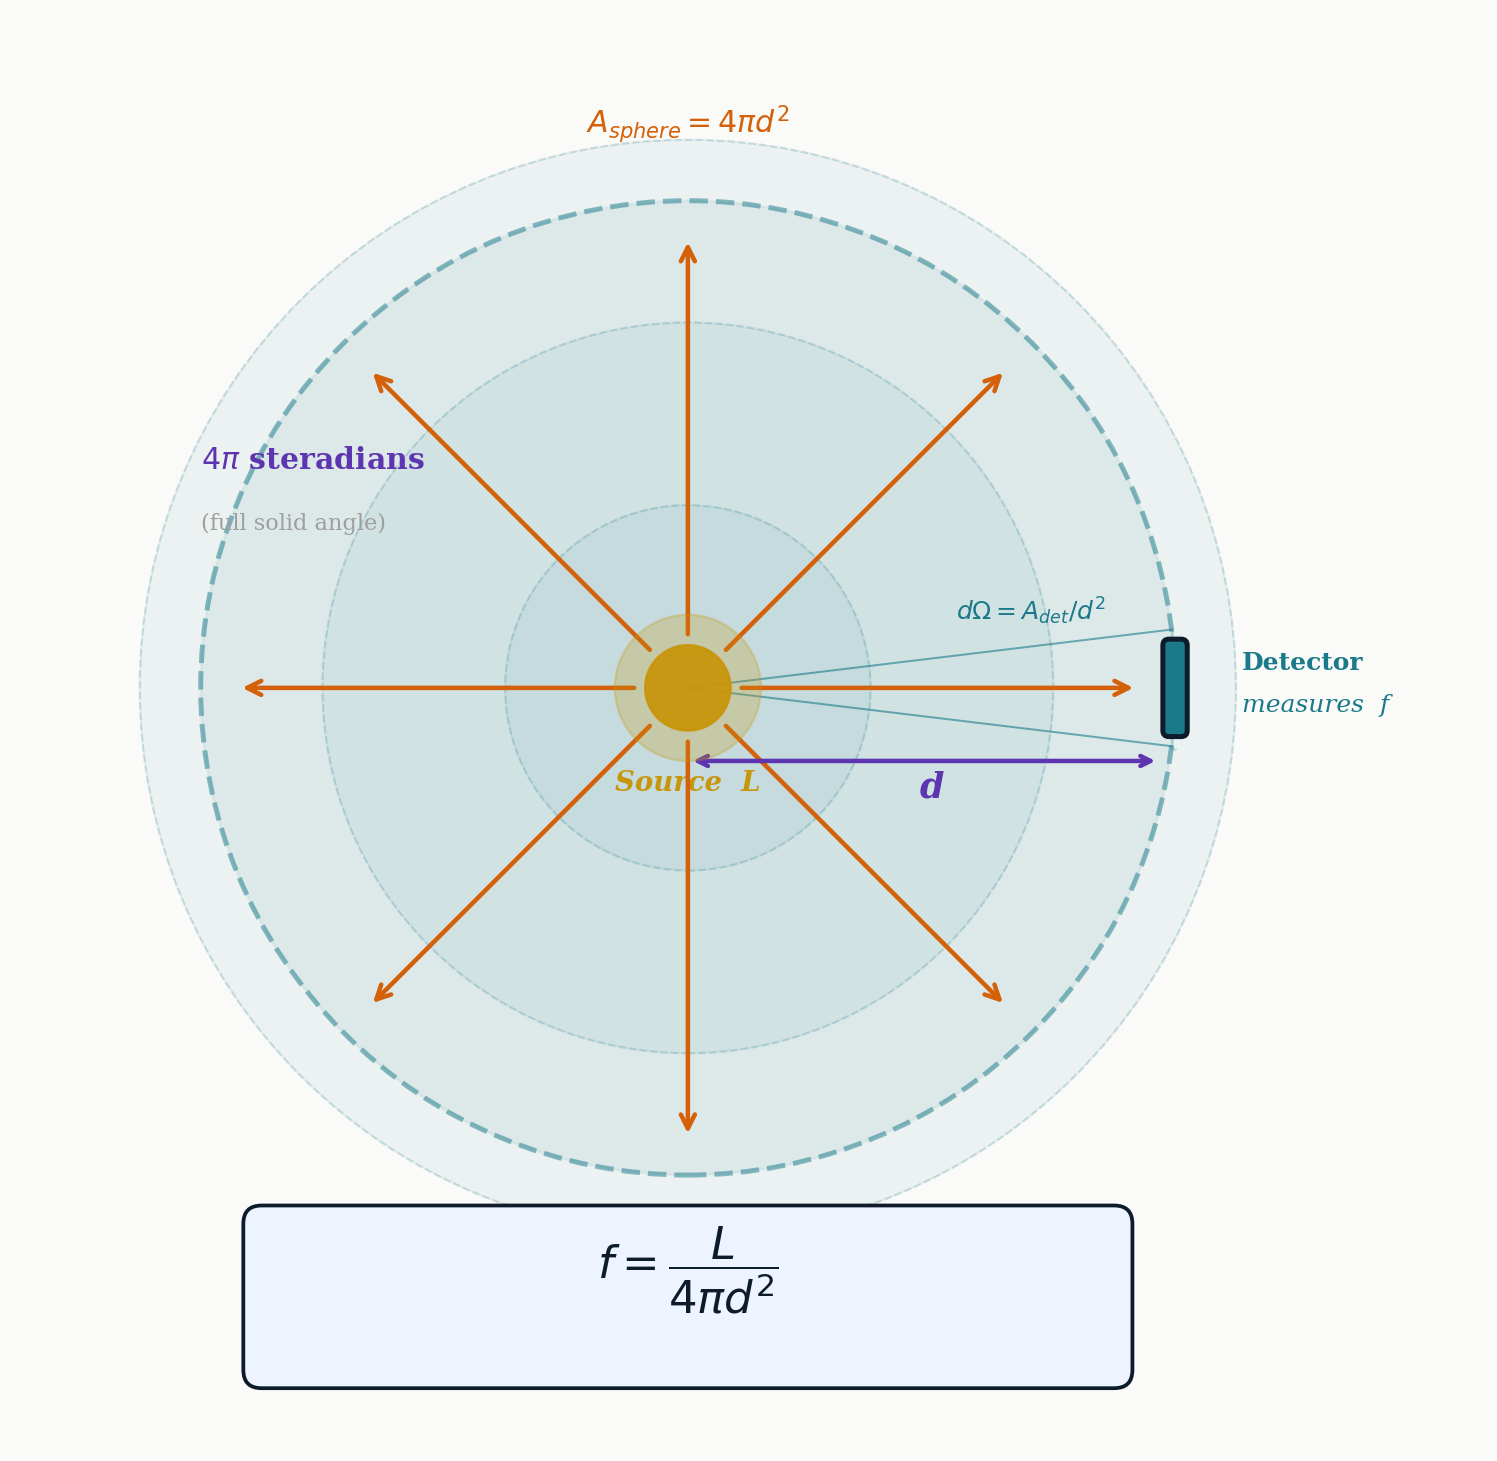 A_sphere = 4πd²
4π steradians
(full solid angle)
dΩ = A_det/d²
Detector
measures f
Source L
d
f = L / 4πd²